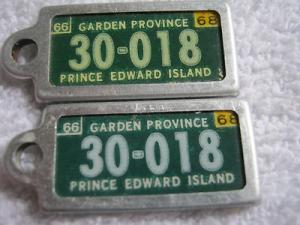 66 GARDEN PROVINCE 68
30-018
PRINCE EDWARD ISLAND
66 GARDEN PROVINCE 68
30-018
PRINCE EDWARD ISLAND